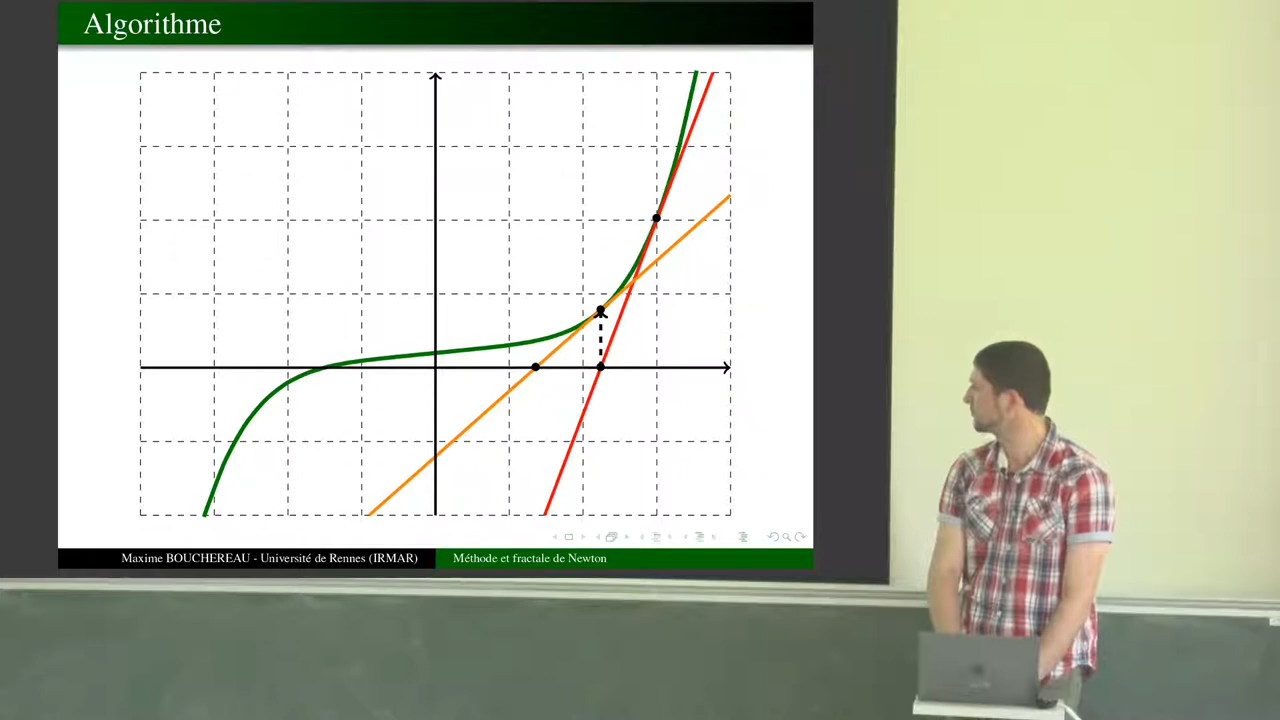 Algorithme
Maxime BOUCHEREAU - Université de Rennes (IRMAR)
Méthode et fractale de Newton